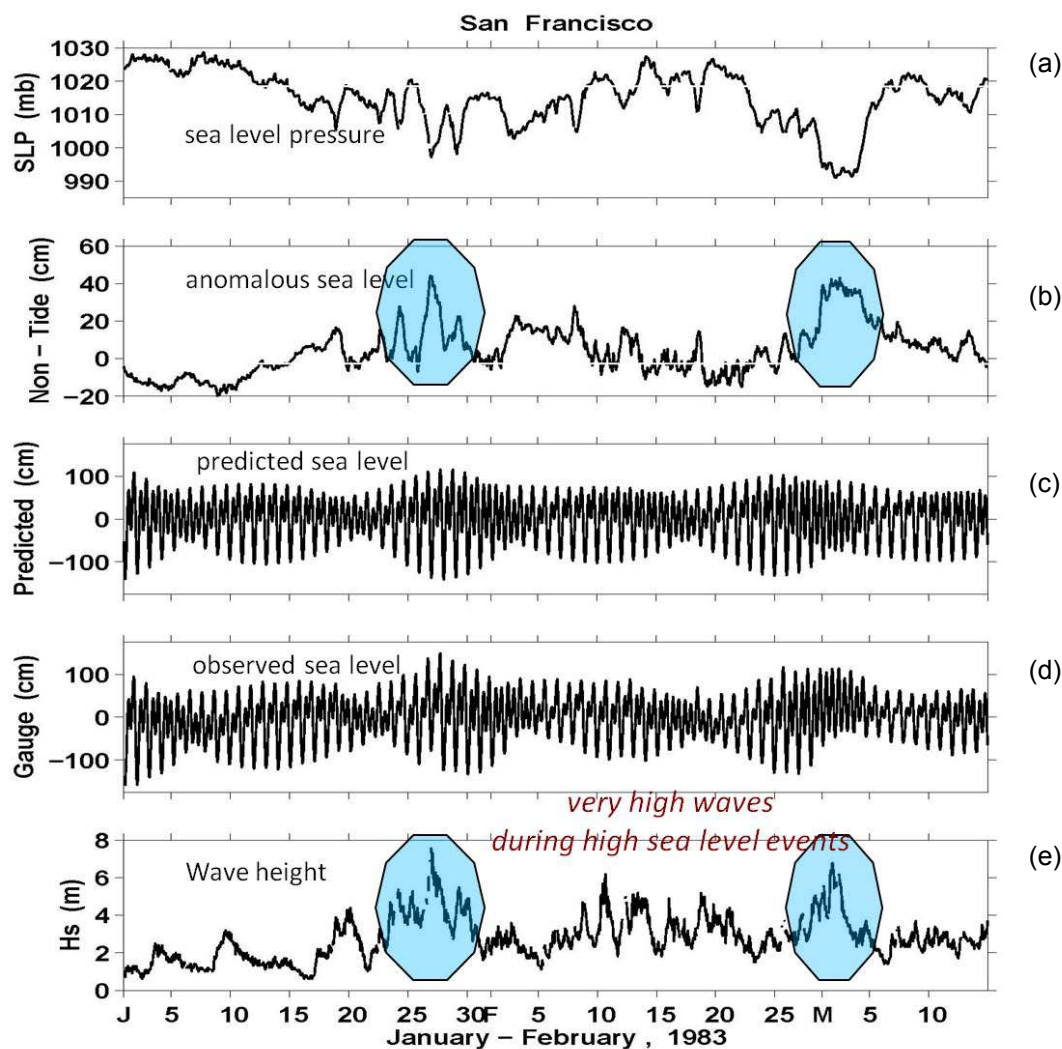 San Francisco
(a)
SLP (mb)
1030
1020
1010
1000
990
sea level pressure
(b)
Non – Tide (cm)
60
40
20
0
−20
anomalous sea level
(c)
Predicted (cm)
100
0
−100
predicted sea level
(d)
Gauge (cm)
100
0
−100
observed sea level
very high waves
during high sea level events
(e)
Hs (m)
8
6
4
2
0
Wave height
J 5 10 15 20 25 30 F 5 10 15 20 25 M 5 10
January – February , 1983